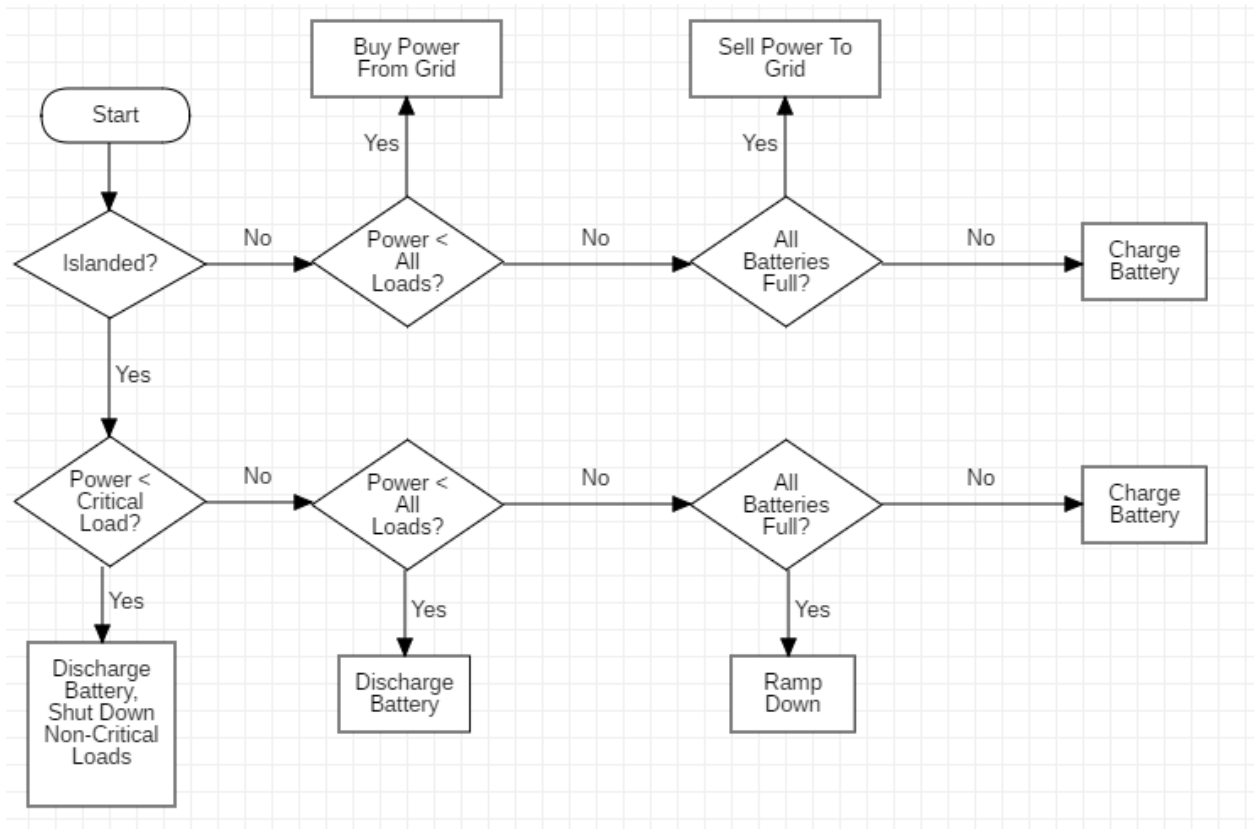 Buy Power
From Grid
Sell Power To
Grid
Start
Yes
Yes
Islanded?
No
Power <
All
Loads?
No
All
Batteries
Full?
No
Charge
Battery
Yes
Power <
Critical
Load?
No
Power <
All
Loads?
No
All
Batteries
Full?
No
Charge
Battery
Yes
Yes
Yes
Discharge
Battery,
Shut Down
Non-Critical
Loads
Discharge
Battery
Ramp
Down